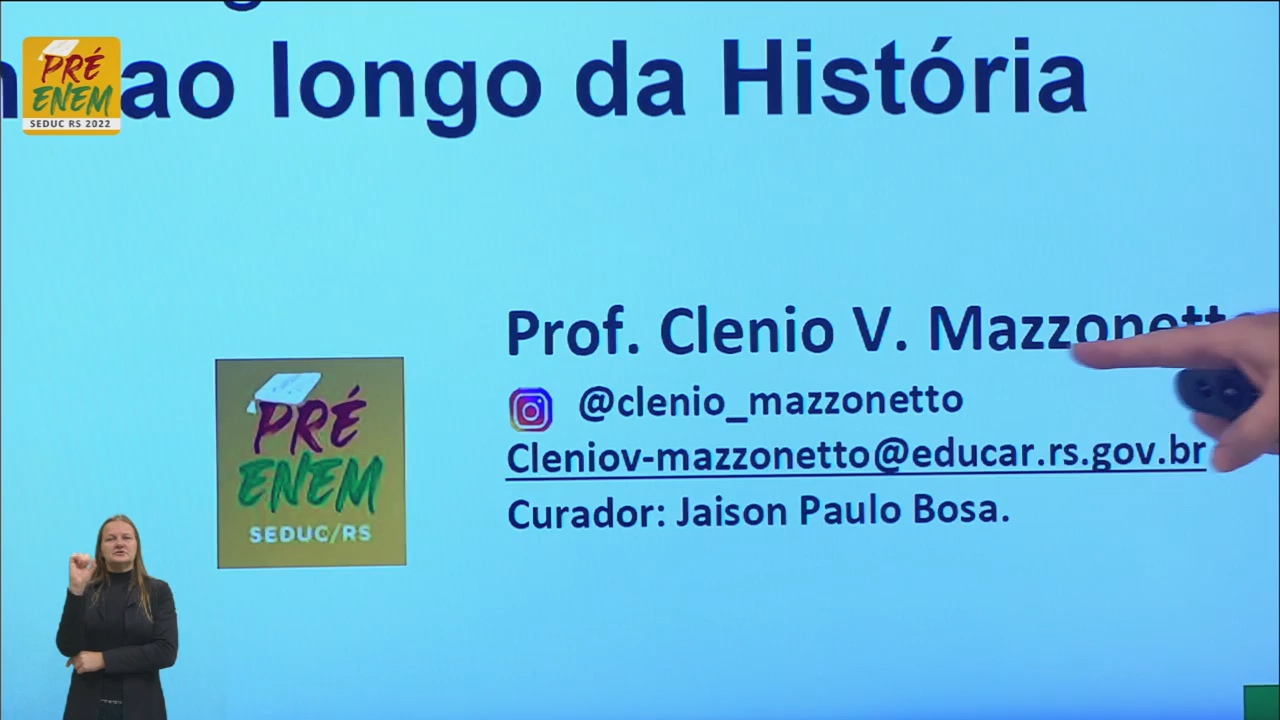 ao longo da História
PRÉ
ENEM
SEDUC RS 2022
Prof. Clenio V. Mazzonetto
@clenio_mazzonetto
Cleniov-mazzonetto@educar.rs.gov.br
Curador: Jaison Paulo Bosa.
PRÉ
ENEM
SEDUC/RS